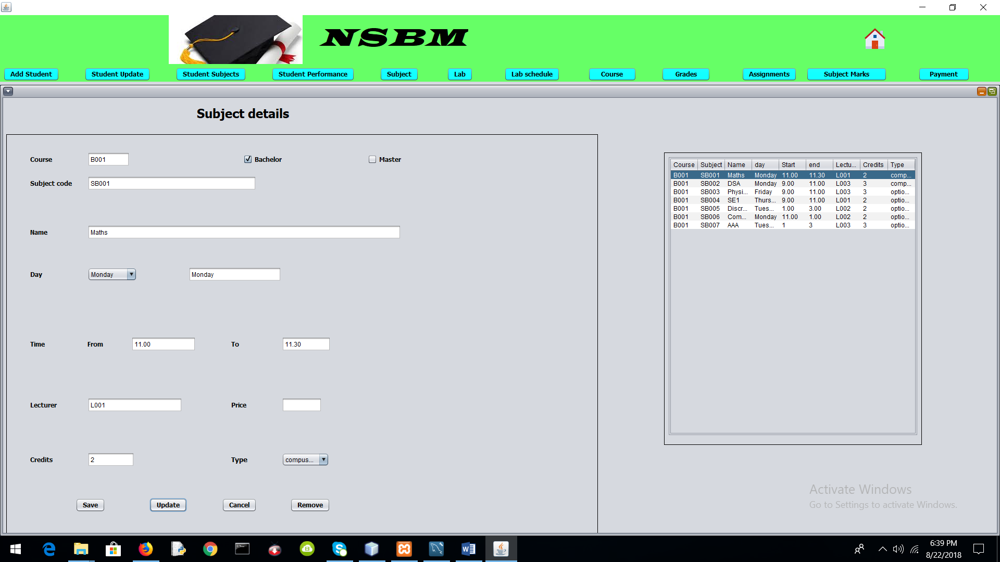 NSBM
Add Student Student Update Student Subjects Student Performance Subject Lab Lab schedule Course Grades Assignments Subject Marks Payment
Subject details
Course B001 Bachelor Master
Subject code SB001
Name Maths
Day Monday Monday
Time From 11.00 To 11.30
Lecturer L001 Price
Credits 2 Type compus...
Save Update Cancel Remove
Course Subject Name day Start end Lectu... Credits Type
B001 SB001 Maths Monday 11.00 11.30 L001 2 comp...
B001 SB002 DSA Monday 9.00 11.00 L003 3 comp...
B001 SB003 Physi... Friday 9.00 11.00 L003 3 optio...
B001 SB004 SE1 Thurs... 9.00 11.00 L001 2 optio...
B001 SB005 Discr... Tues... 1.00 3.00 L002 2 optio...
B001 SB006 Com... Monday 11.00 1.00 L002 2 optio...
B001 SB007 AAA Tues... 1 3 L003 3 optio...
Activate Windows
Go to Settings to activate Windows.
6:39 PM
8/22/2018